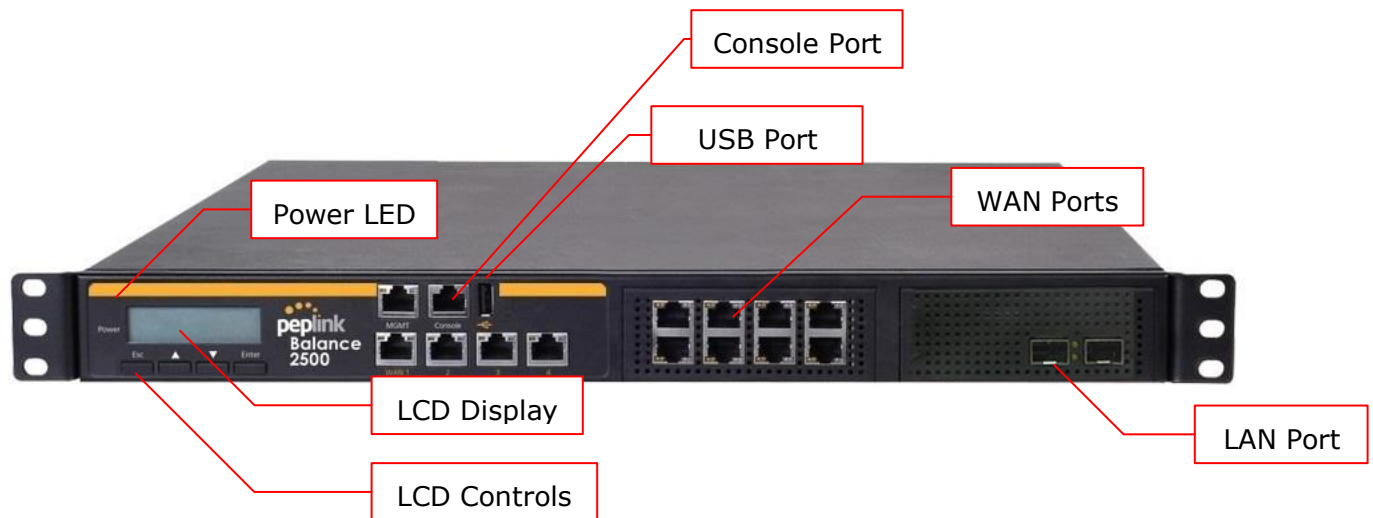 Console Port
USB Port
WAN Ports
Power LED
peplink
Balance
2500
Power
Esc
Enter
MGMT
Console
WAN 1
2
3
4
LCD Display
LAN Port
LCD Controls